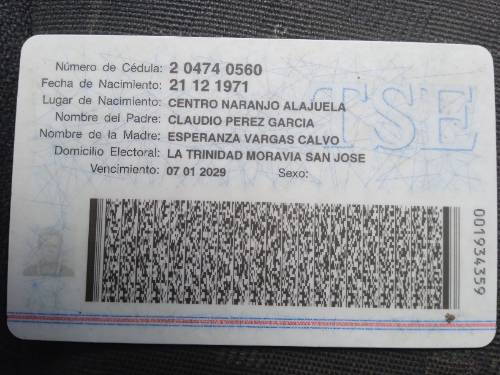 Número de Cédula: 2 0474 0560
Fecha de Nacimiento: 21 12 1971
Lugar de Nacimiento: CENTRO NARANJO ALAJUELA
Nombre del Padre: CLAUDIO PEREZ GARCIA
Nombre de la Madre: ESPERANZA VARGAS CALVO
Domicilio Electoral: LA TRINIDAD MORAVIA SAN JOSE
Vencimiento: 07 01 2029 Sexo:
TSE
001934359